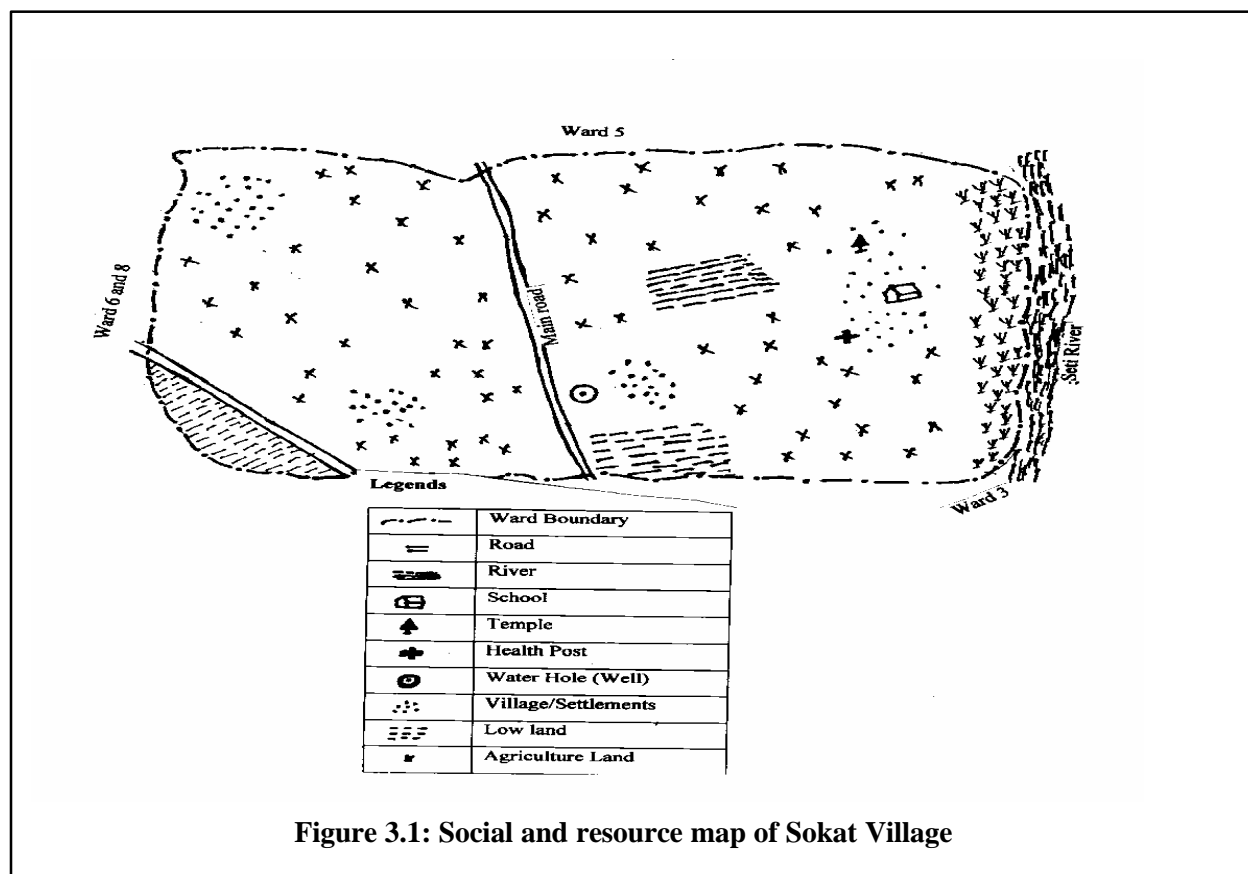 Ward 5
Ward 6 and 8
Main road
Seti River
Ward 3
Legends
Ward Boundary
Road
River
School
Temple
Health Post
Water Hole (Well)
Village/Settlements
Low land
Agriculture Land
Figure 3.1: Social and resource map of Sokat Village